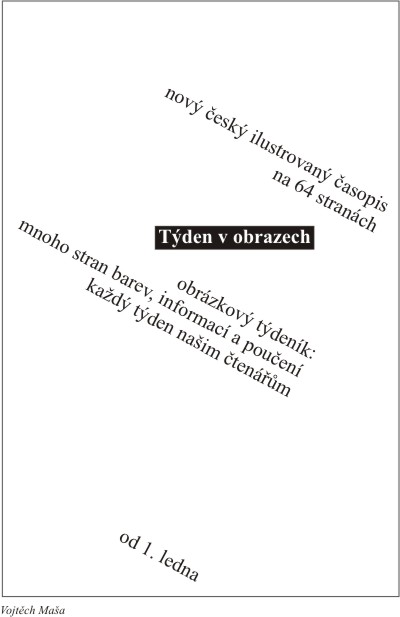 nový český ilustrovaný časopis
na 64 stranách
Týden v obrazech
obrázkový týdeník:
mnoho stran barev, informací a poučení
každý týden našim čtenářům
od 1. ledna
Vojtěch Maša